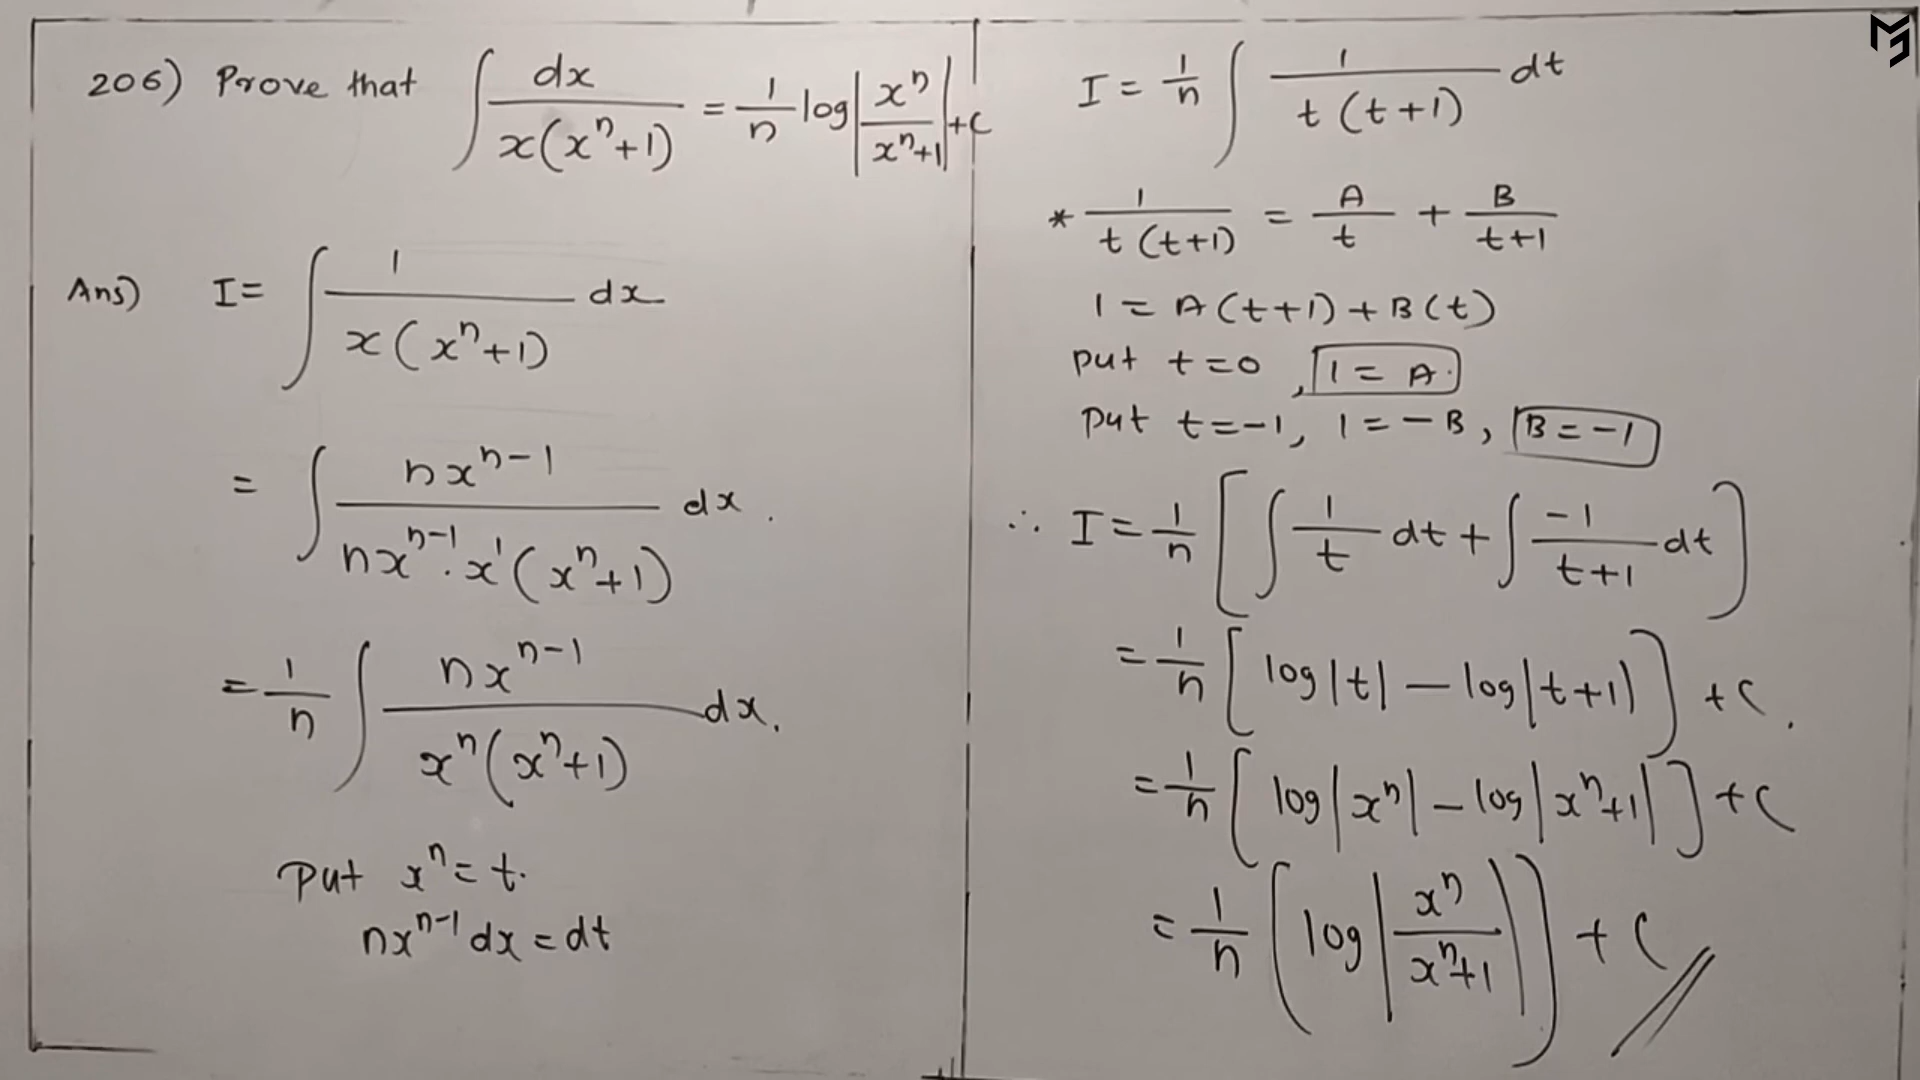 206) Prove that ∫ dx / x(xⁿ+1) = 1/n log |xⁿ / xⁿ+1| + C
Ans) I = ∫ 1 / x(xⁿ+1) dx
= ∫ nxⁿ⁻¹ / nxⁿ⁻¹ . x¹(xⁿ+1) dx.
= 1/n ∫ nxⁿ⁻¹ / xⁿ(xⁿ+1) dx.
put xⁿ = t.
nxⁿ⁻¹ dx = dt
I = 1/n ∫ 1 / t(t+1) dt
* 1 / t(t+1) = A/t + B/t+1
1 = A(t+1) + B(t)
put t=0, 1 = A.
put t=-1, 1 = -B, B = -1
∴ I = 1/n [∫ 1/t dt + ∫ -1/t+1 dt]
= 1/n [log|t| - log|t+1|] + C.
= 1/n [log|xⁿ| - log|xⁿ+1|] + C
= 1/n (log |xⁿ / xⁿ+1|) + C